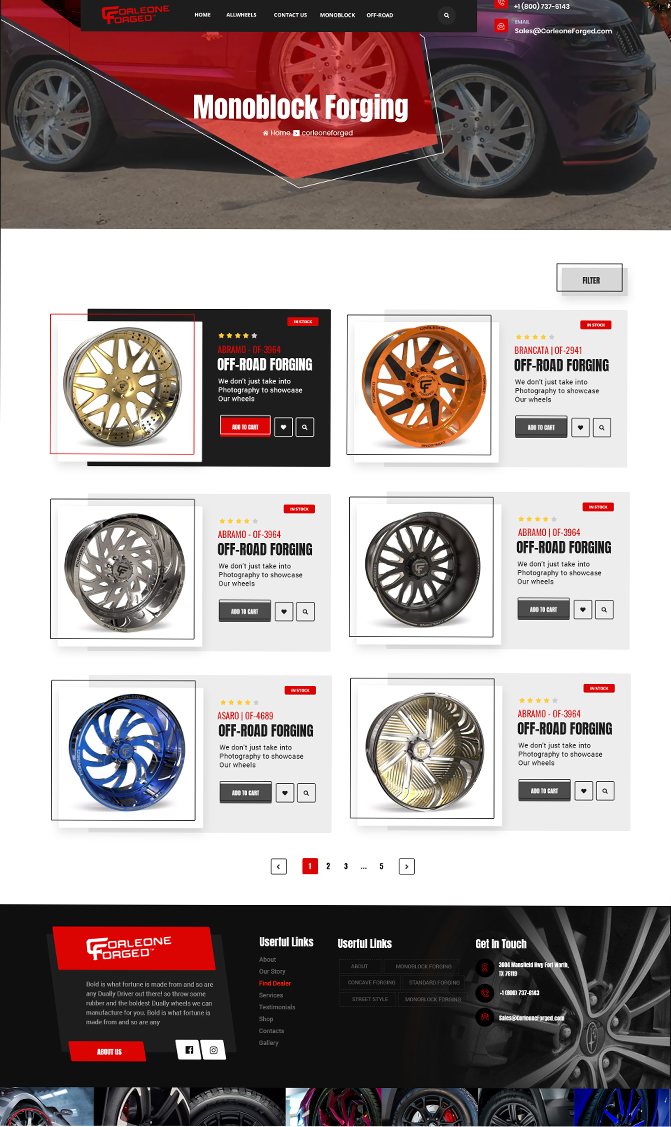 CORLEONE
FORGED™
HOME
ALLWHEELS
CONTACT US
MONOBLOCK
OFF-ROAD
+1 (800) 737-6143
EMAIL
Sales@CorleoneForged.com
Monoblock Forging
Home
corleoneforged
FILTER
IN STOCK
ABRAMO - OF-3964
OFF-ROAD FORGING
We don't just take into
Photography to showcase
Our wheels
ADD TO CART
IN STOCK
BRANCATA | OF-2941
OFF-ROAD FORGING
We don't just take into
Photography to showcase
Our wheels
ADD TO CART
IN STOCK
ABRAMO - OF-3964
OFF-ROAD FORGING
We don't just take into
Photography to showcase
Our wheels
ADD TO CART
IN STOCK
ABRAMO | OF-3964
OFF-ROAD FORGING
We don't just take into
Photography to showcase
Our wheels
ADD TO CART
IN STOCK
ASARO | OF-4689
OFF-ROAD FORGING
We don't just take into
Photography to showcase
Our wheels
ADD TO CART
IN STOCK
ABRAMO - OF-3964
OFF-ROAD FORGING
We don't just take into
Photography to showcase
Our wheels
ADD TO CART
1 2 3 ... 5
CORLEONE
FORGED™
Bold is what fortune is made from and so are
any Dually Driver out there! so throw some
rubber and the boldest Dually wheels we can
manufacture for you. Bold is what fortune is
made from and so are any
ABOUT US
Userful Links
About
Our Story
Find Dealer
Services
Testimonials
Shop
Contacts
Gallery
Userful Links
ABOUT
MONOBLOCK FORGING
CONCAVE FORGING
STANDARD FORGING
STREET STYLE
MONOBLOCK FORGING
Get in Touch
3004 Mansfield Hwy Fort Worth,
TX 76119
+1 (800) 737-6143
Sales@CorleoneForged.com